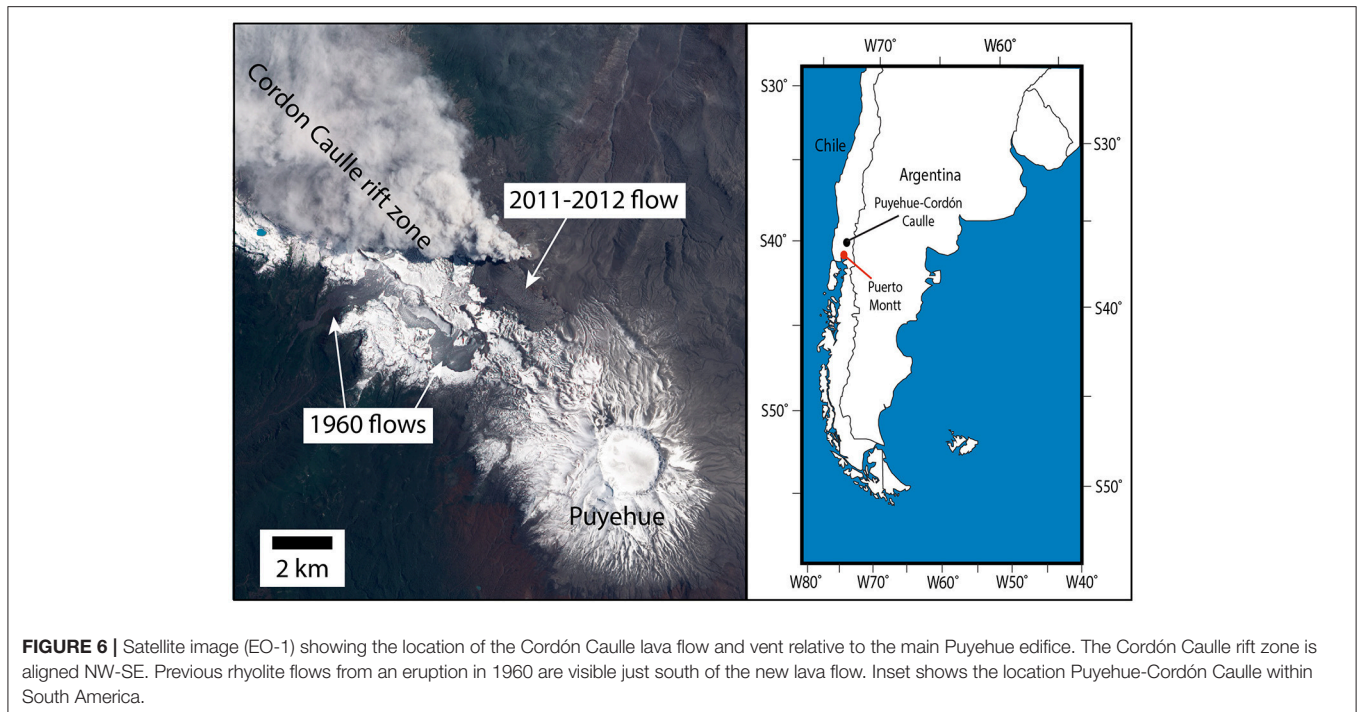 Cordon Caulle rift zone
2011-2012 flow
1960 flows
Puyehue
2 km
W70° W60°
S30°
S40°
S50°
S30°
S40°
S50°
W80° W70° W60° W50° W40°
Chile
Argentina
Puyehue-Cordón
Caulle
Puerto
Montt
FIGURE 6 | Satellite image (EO-1) showing the location of the Cordón Caulle lava flow and vent relative to the main Puyehue edifice. The Cordón Caulle rift zone is
aligned NW-SE. Previous rhyolite flows from an eruption in 1960 are visible just south of the new lava flow. Inset shows the location Puyehue-Cordón Caulle within
South America.